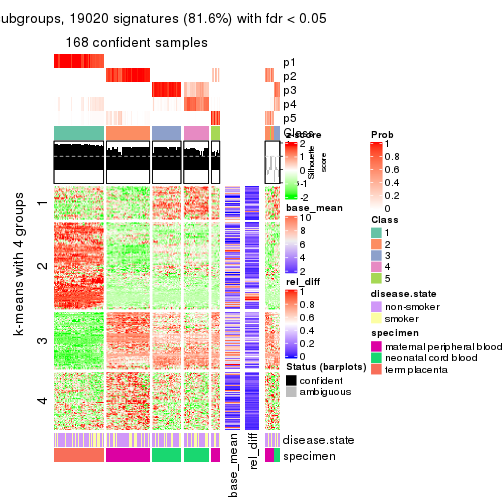 ubgroups, 19020 signatures (81.6%) with fdr < 0.05
168 confident samples
p1
p2
p3
p4
p5
Class
Silhouette
score
1
2
3
4
k-means with 4 groups
base_mean
rel_diff
disease.state
specimen
z-score
2
1
0
-1
-2
base_mean
10
8
6
4
2
rel_diff
1
0.8
0.6
0.4
0.2
0
Status (barplots)
confident
ambiguous
Prob
1
0.8
0.6
0.4
0.2
0
Class
1
2
3
4
5
disease.state
non-smoker
smoker
specimen
maternal peripheral blood
neonatal cord blood
term placenta